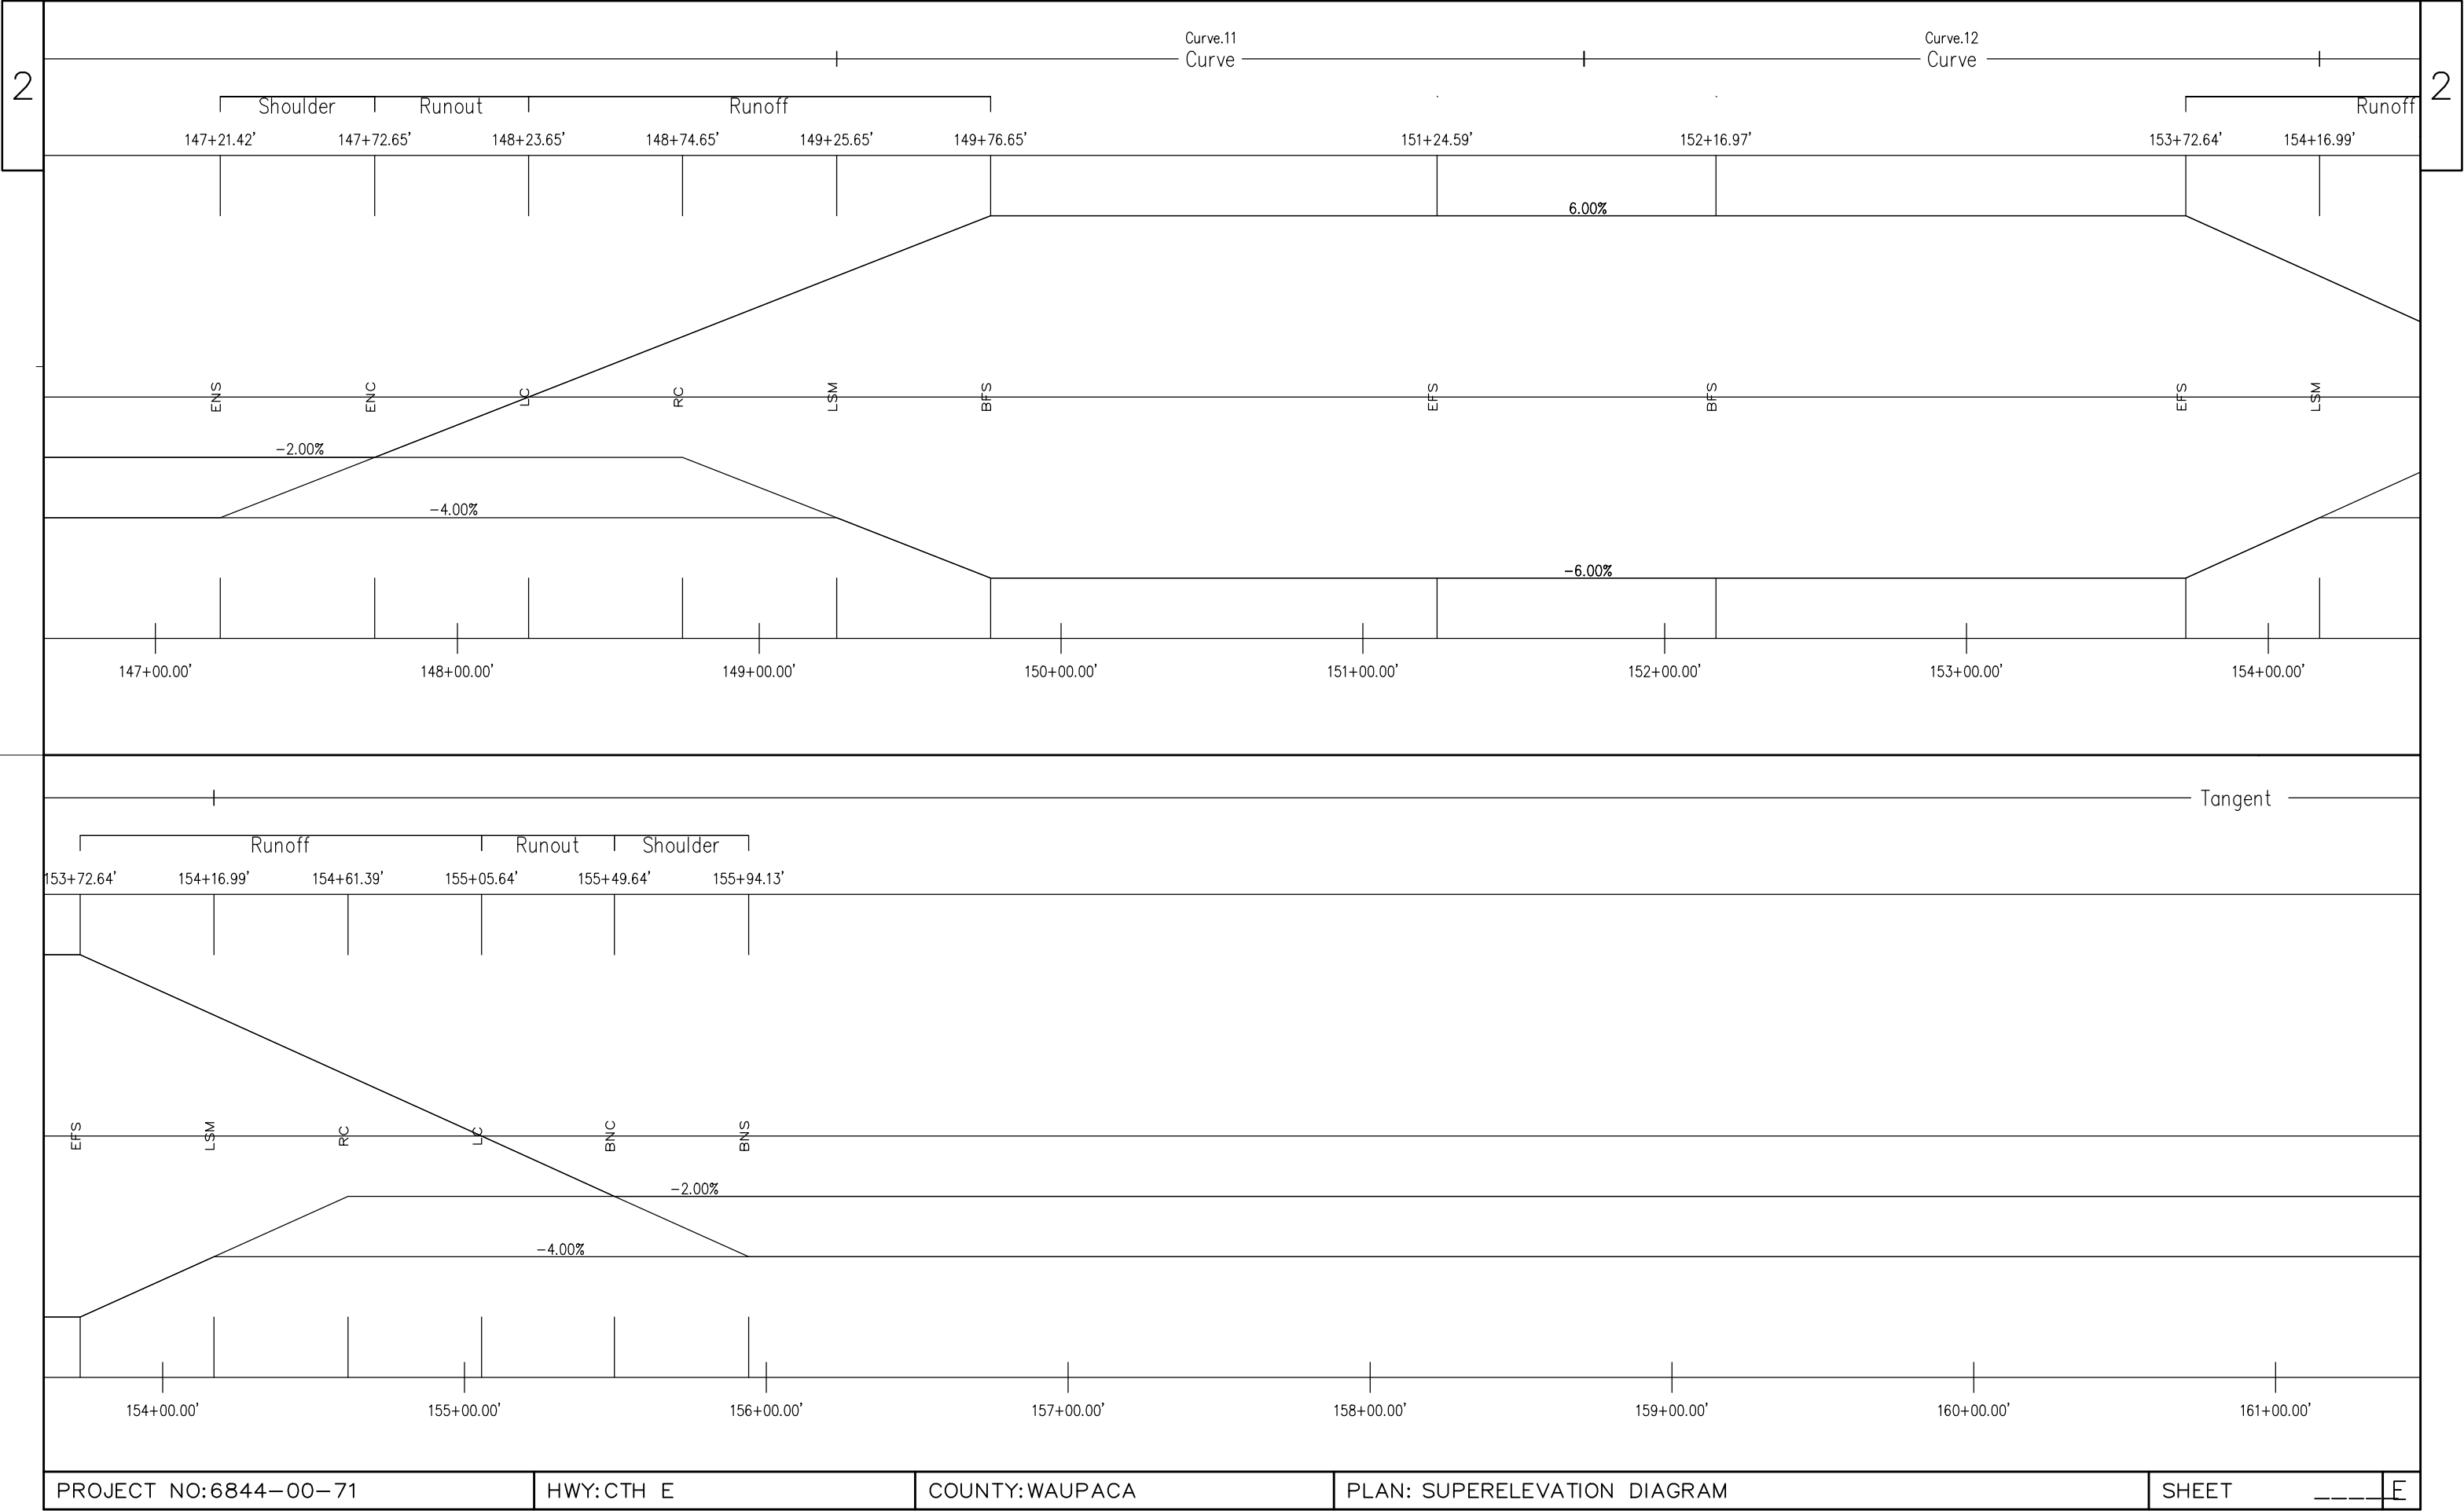 2
2
Curve.11
Curve.12
Curve
Curve
Shoulder Runout Runoff Runoff
147+21.42' 147+72.65' 148+23.65' 148+74.65' 149+25.65' 149+76.65' 151+24.59' 152+16.97' 153+72.64' 154+16.99'
6.00%
ENS ENC LC RC LSM BFS EFS BFS EFS LSM
-2.00%
-4.00%
-6.00%
147+00.00' 148+00.00' 149+00.00' 150+00.00' 151+00.00' 152+00.00' 153+00.00' 154+00.00'
Tangent
Runoff Runout Shoulder
153+72.64' 154+16.99' 154+61.39' 155+05.64' 155+49.64' 155+94.13'
EFS LSM RC LC BNC BNS
-2.00%
-4.00%
154+00.00' 155+00.00' 156+00.00' 157+00.00' 158+00.00' 159+00.00' 160+00.00' 161+00.00'
PROJECT NO:6844-00-71 HWY:CTH E COUNTY:WAUPACA PLAN: SUPERELEVATION DIAGRAM SHEET _____ E